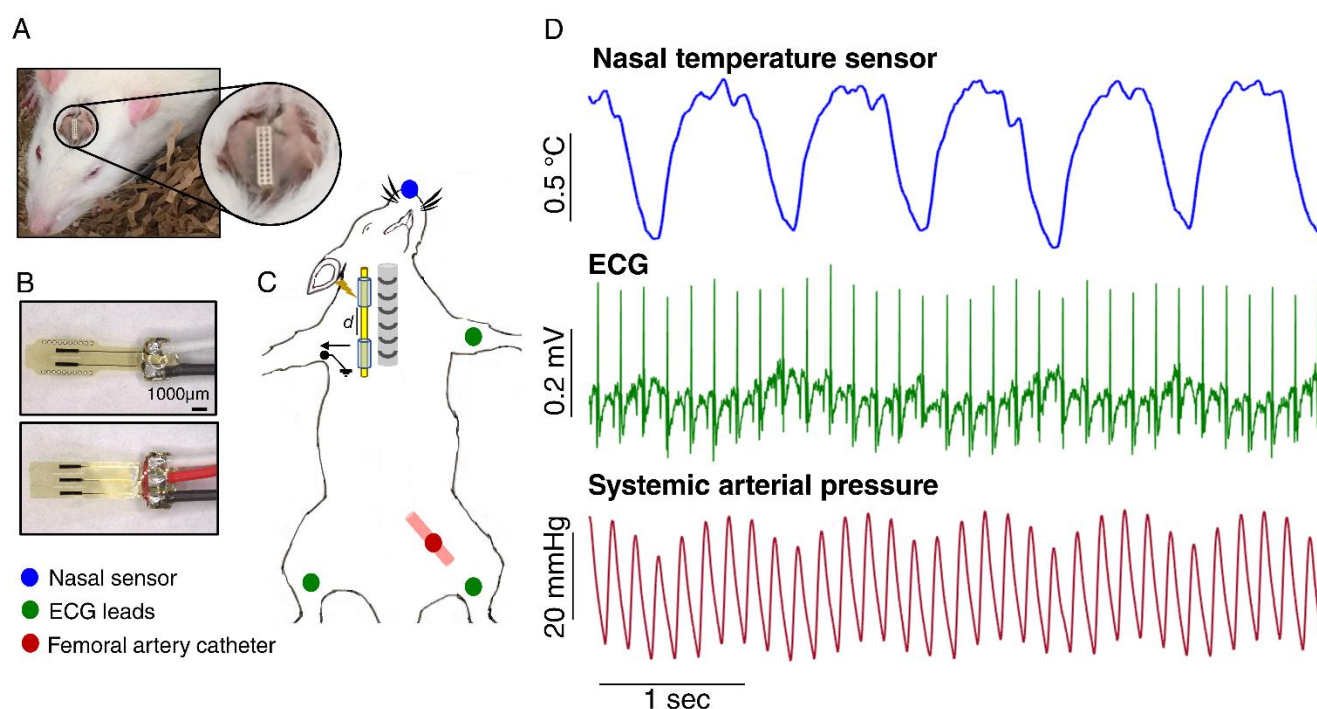 A
B
1000µm
Nasal sensor
ECG leads
Femoral artery catheter
C
d
D
Nasal temperature sensor
0.5 °C
ECG
0.2 mV
Systemic arterial pressure
20 mmHg
1 sec